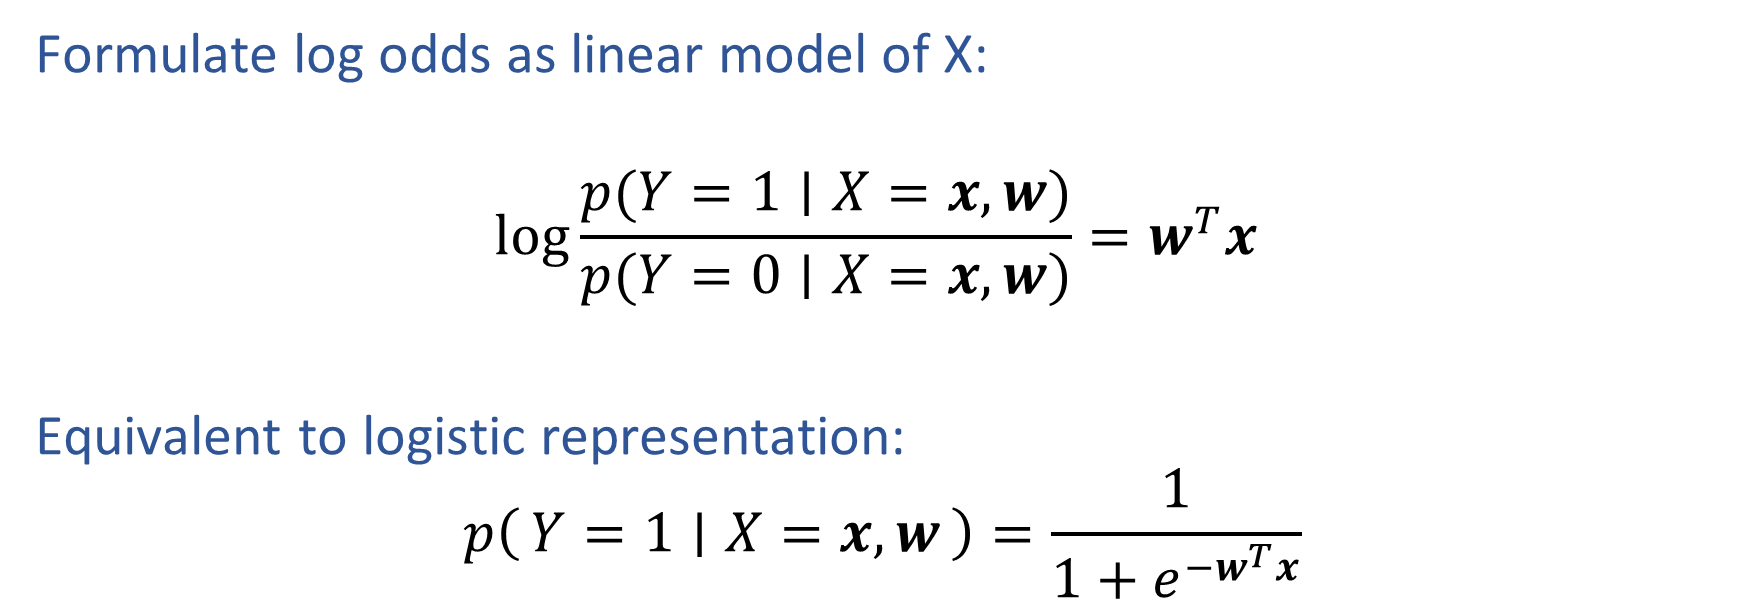 Formulate log odds as linear model of X:
log p(Y = 1 | X = x, w) / p(Y = 0 | X = x, w) = w^T x
Equivalent to logistic representation:
p( Y = 1 | X = x, w ) = 1 / (1 + e^(-w^T x))